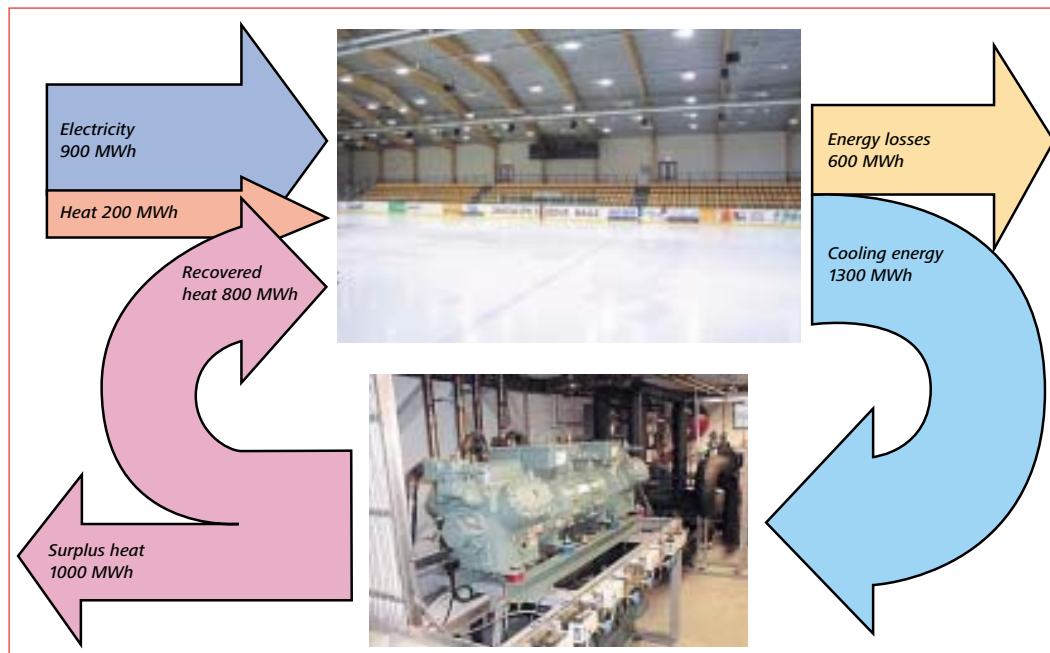 Electricity
900 MWh
Heat 200 MWh
Recovered
heat 800 MWh
Surplus heat
1000 MWh
Energy losses
600 MWh
Cooling energy
1300 MWh